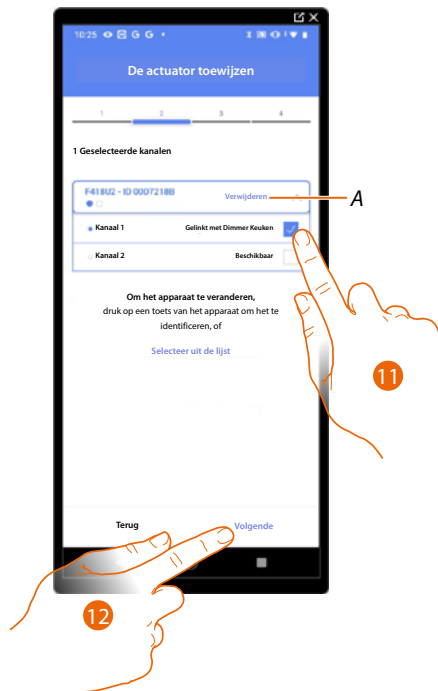 10:25 G G
De actuator toewijzen
1 2 3 4
1 Geselecteerde kanalen
F418U2 - ID 0007218B
Verwijderen
A
Kanaal 1 Gelinkt met Dimmer Keuken
Kanaal 2 Beschikbaar
Om het apparaat te veranderen,
druk op een toets van het apparaat om het te
identificeren, of
Selecteer uit de lijst
11
Terug Volgende
12